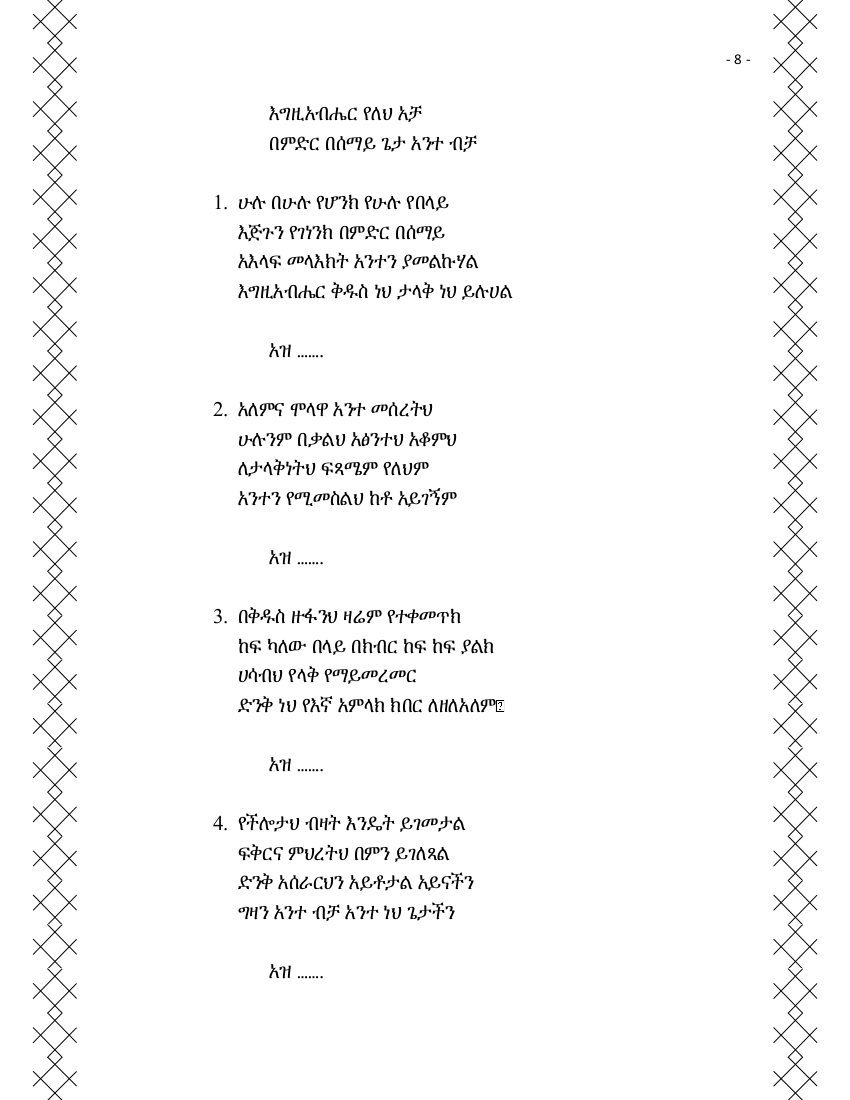 - 8 -
እግዚአብሔር የለህ አቻ
በምድር በሰማይ ጌታ አንተ ብቻ
1. ሁሉ በሁሉ የሆንክ የሁሉ የበላይ
እጅጉን የገነንክ በምድር በሰማይ
አእላፍ መላእክት አንተን ያመልኩሃል
እግዚአብሔር ቅዱስ ነህ ታላቅ ነህ ይሉሀል
አዝ .......
2. አለምና ሞላዋ አንተ መሰረትህ
ሁሉንም በቃልህ አፅንተህ አቆምህ
ለታላቅነትህ ፍጻሜም የለህም
አንተን የሚመስልህ ከቶ አይገኝም
አዝ .......
3. በቅዱስ ዙፋንህ ዛሬም የተቀመጥክ
ከፍ ካለው በላይ በክብር ከፍ ከፍ ያልክ
ሀሳብህ የላቅ የማይመረመር
ድንቅ ነህ የእኛ አምላክ ክበር ለዘለአለም
አዝ .......
4. የችሎታህ ብዛት እንዴት ይገመታል
ፍቅርና ምህረትህ በምን ይገለጻል
ድንቅ አሰራርህን አይቶታል አይናችን
ግዛን አንተ ብቻ አንተ ነህ ጌታችን
አዝ .......